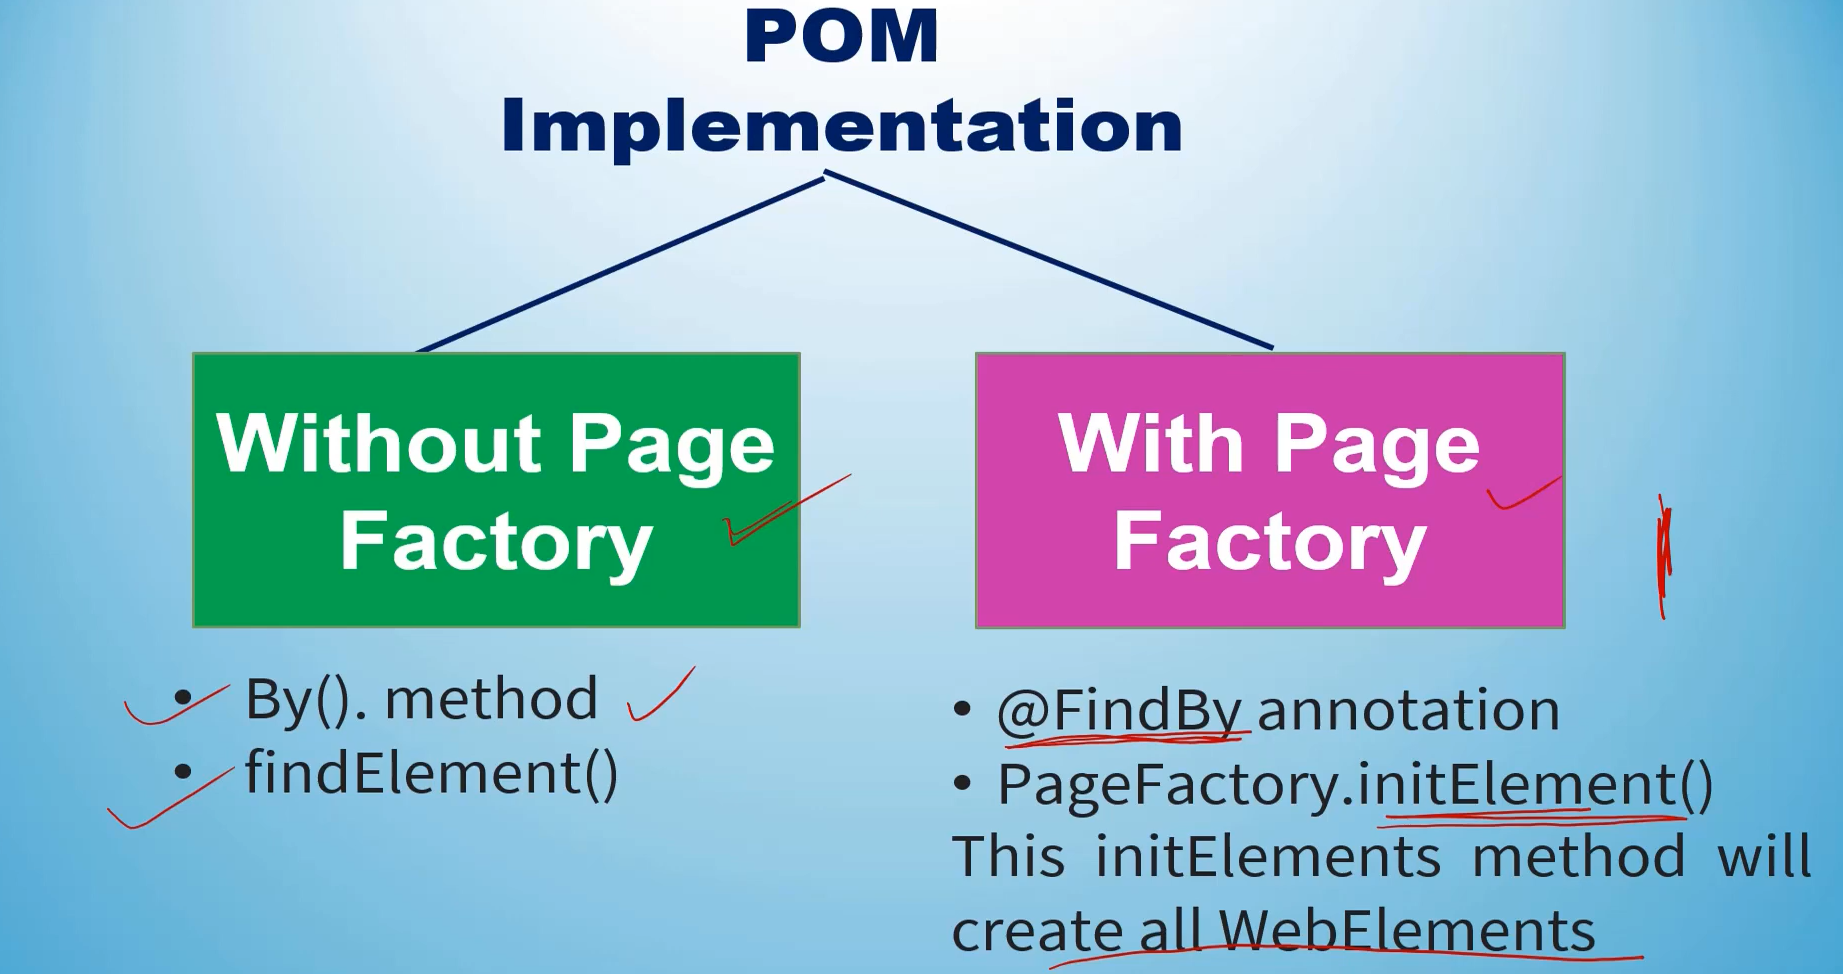 POM
Implementation
Without Page
Factory
With Page
Factory
• By(). method
• findElement()
• @FindBy annotation
• PageFactory.initElement()
This initElements method will
create all WebElements